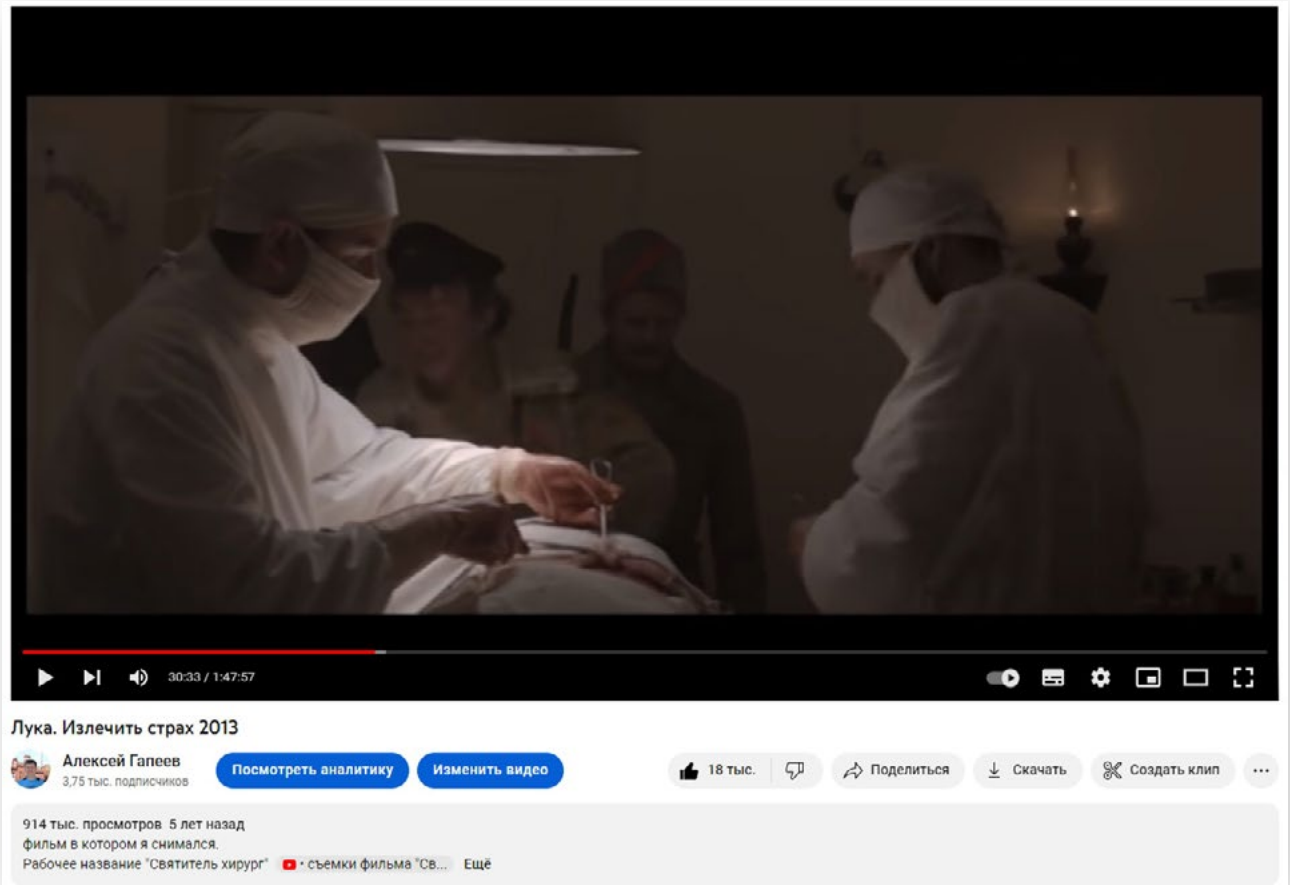 30:33 / 1:47:57
Лука. Излечить страх 2013
Алексей Гапеев
3,75 тыс. подписчиков
Посмотреть аналитику
Изменить видео
18 тыс.
Поделиться
Скачать
Создать клип
914 тыс. просмотров 5 лет назад
фильм в котором я снимался.
Рабочее название "Святитель хирург" • съемки фильма "Св... Ещё